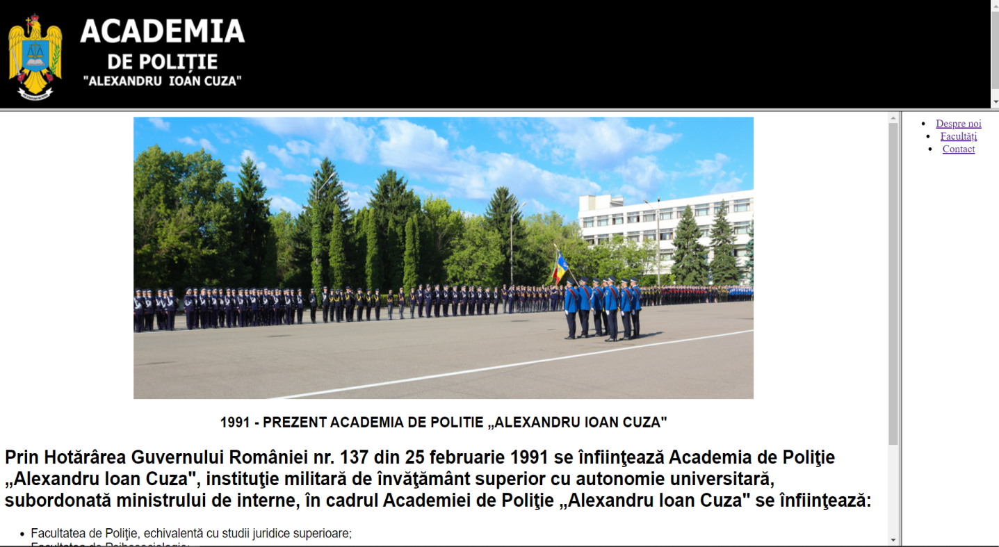 ACADEMIA
DE POLIȚIE
"ALEXANDRU IOAN CUZA"
Despre noi
Facultăți
Contact
1991 - PREZENT ACADEMIA DE POLITIE „ALEXANDRU IOAN CUZA"
Prin Hotărârea Guvernului României nr. 137 din 25 februarie 1991 se înfiinţează Academia de Poliţie
„Alexandru Ioan Cuza", instituţie militară de învăţământ superior cu autonomie universitară,
subordonată ministrului de interne, în cadrul Academiei de Poliţie „Alexandru Ioan Cuza" se înfiinţează:
Facultatea de Poliţie, echivalentă cu studii juridice superioare;
Facultatea de Psihosociologie;